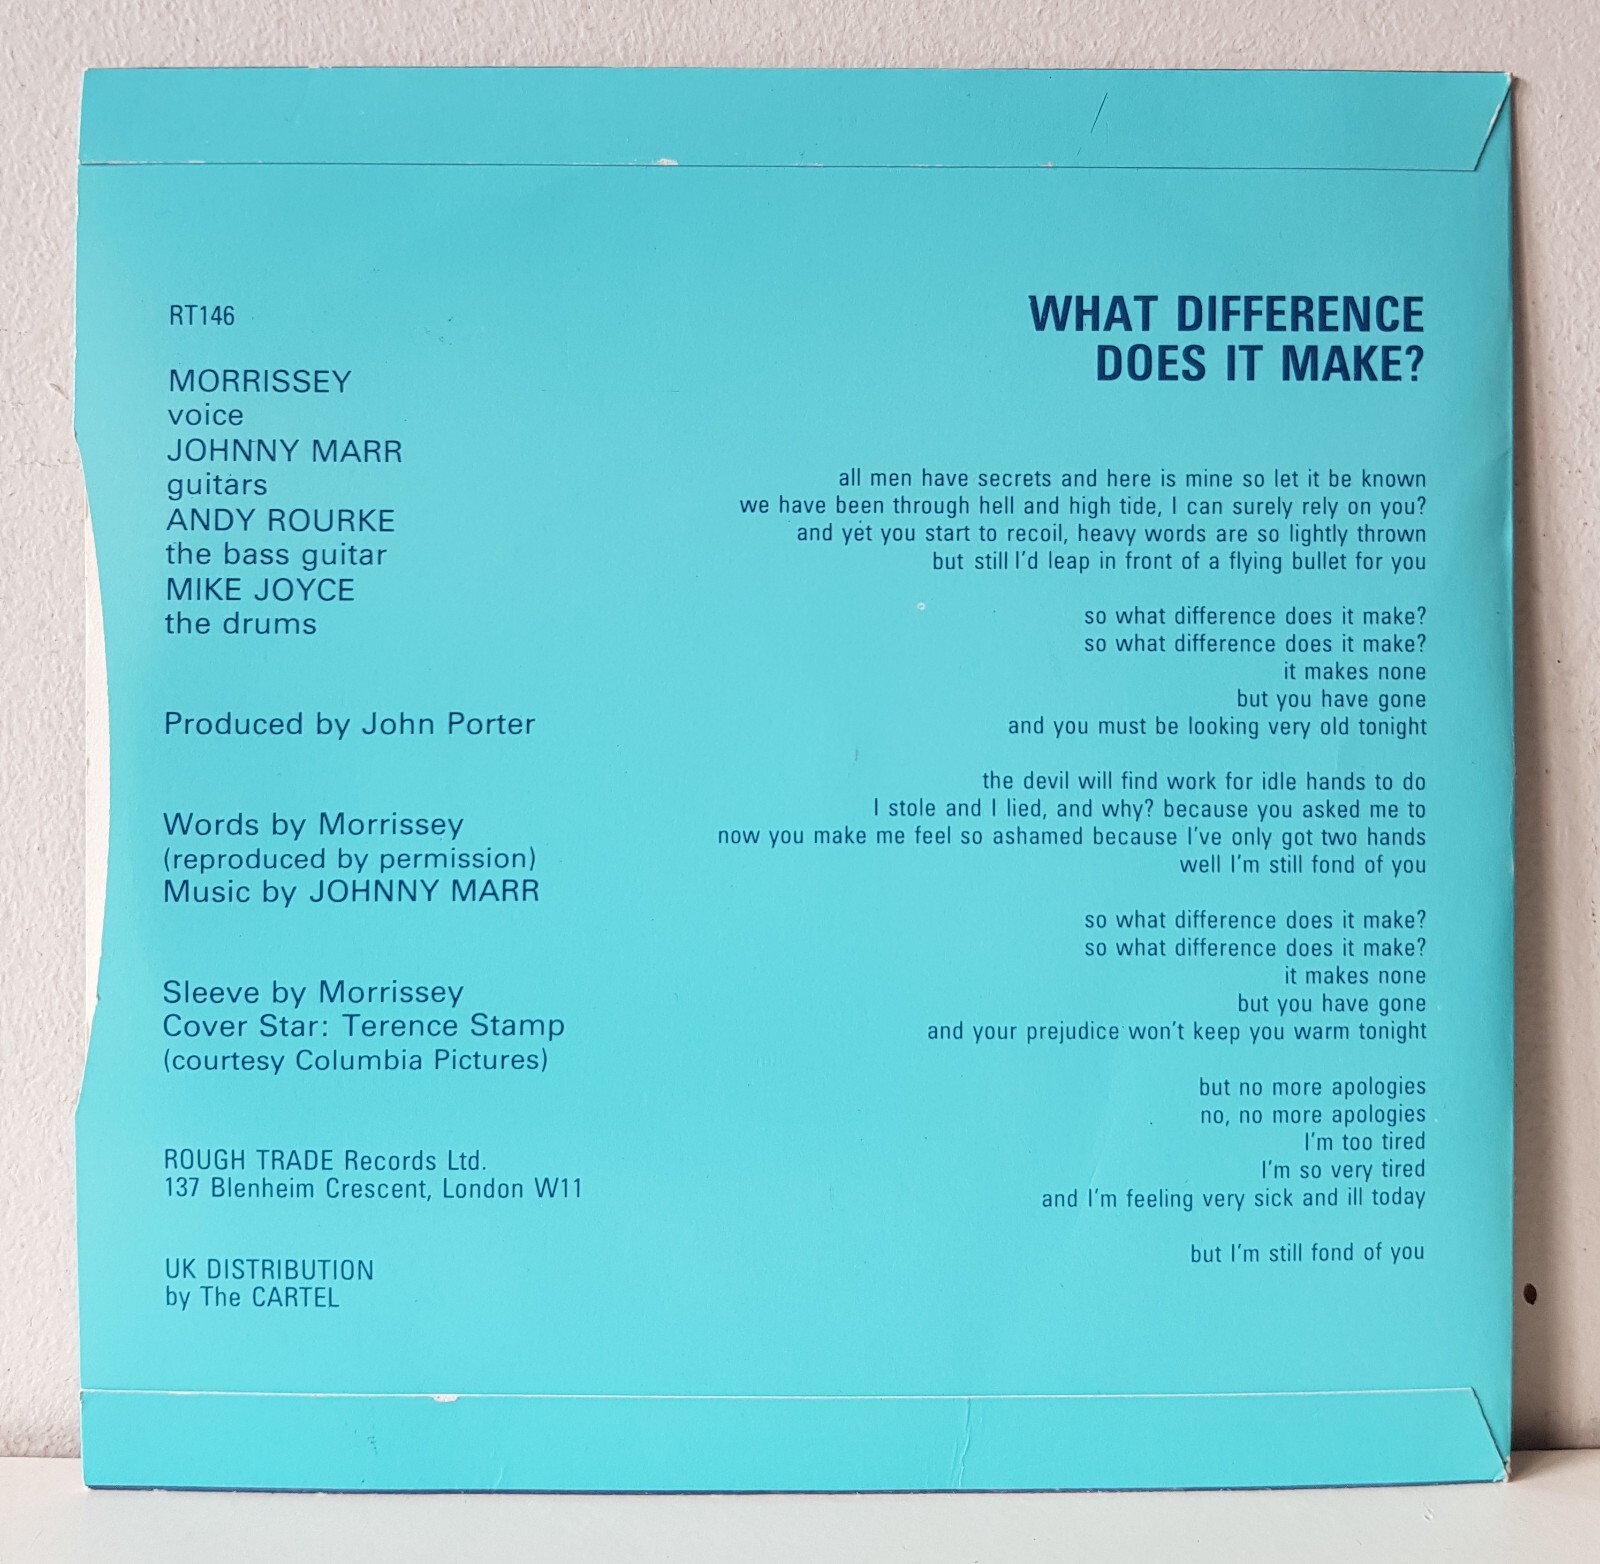 RT146
MORRISSEY
voice
JOHNNY MARR
guitars
ANDY ROURKE
the bass guitar
MIKE JOYCE
the drums
Produced by John Porter
Words by Morrissey
(reproduced by permission)
Music by JOHNNY MARR
Sleeve by Morrissey
Cover Star: Terence Stamp
(courtesy Columbia Pictures)
ROUGH TRADE Records Ltd.
137 Blenheim Crescent, London W11
UK DISTRIBUTION
by The CARTEL
WHAT DIFFERENCE
DOES IT MAKE?
all men have secrets and here is mine so let it be known
we have been through hell and high tide, I can surely rely on you?
and yet you start to recoil, heavy words are so lightly thrown
but still I'd leap in front of a flying bullet for you
so what difference does it make?
so what difference does it make?
it makes none
but you have gone
and you must be looking very old tonight
the devil will find work for idle hands to do
I stole and I lied, and why? because you asked me to
now you make me feel so ashamed because I've only got two hands
well I'm still fond of you
so what difference does it make?
so what difference does it make?
it makes none
but you have gone
and your prejudice won't keep you warm tonight
but no more apologies
no, no more apologies
I'm too tired
I'm so very tired
and I'm feeling very sick and ill today
but I'm still fond of you